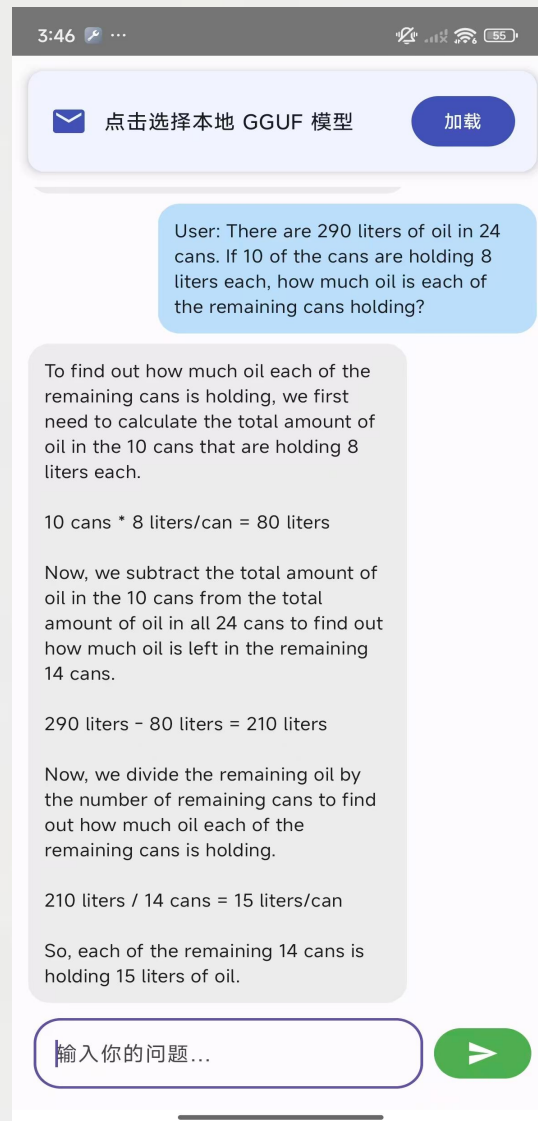 3:46 ...
55
点击选择本地 GGUF 模型
加载
User: There are 290 liters of oil in 24
cans. If 10 of the cans are holding 8
liters each, how much oil is each of
the remaining cans holding?
To find out how much oil each of the
remaining cans is holding, we first
need to calculate the total amount of
oil in the 10 cans that are holding 8
liters each.
10 cans * 8 liters/can = 80 liters
Now, we subtract the total amount of
oil in the 10 cans from the total
amount of oil in all 24 cans to find out
how much oil is left in the remaining
14 cans.
290 liters - 80 liters = 210 liters
Now, we divide the remaining oil by
the number of remaining cans to find
out how much oil each of the
remaining cans is holding.
210 liters / 14 cans = 15 liters/can
So, each of the remaining 14 cans is
holding 15 liters of oil.
输入你的问题...